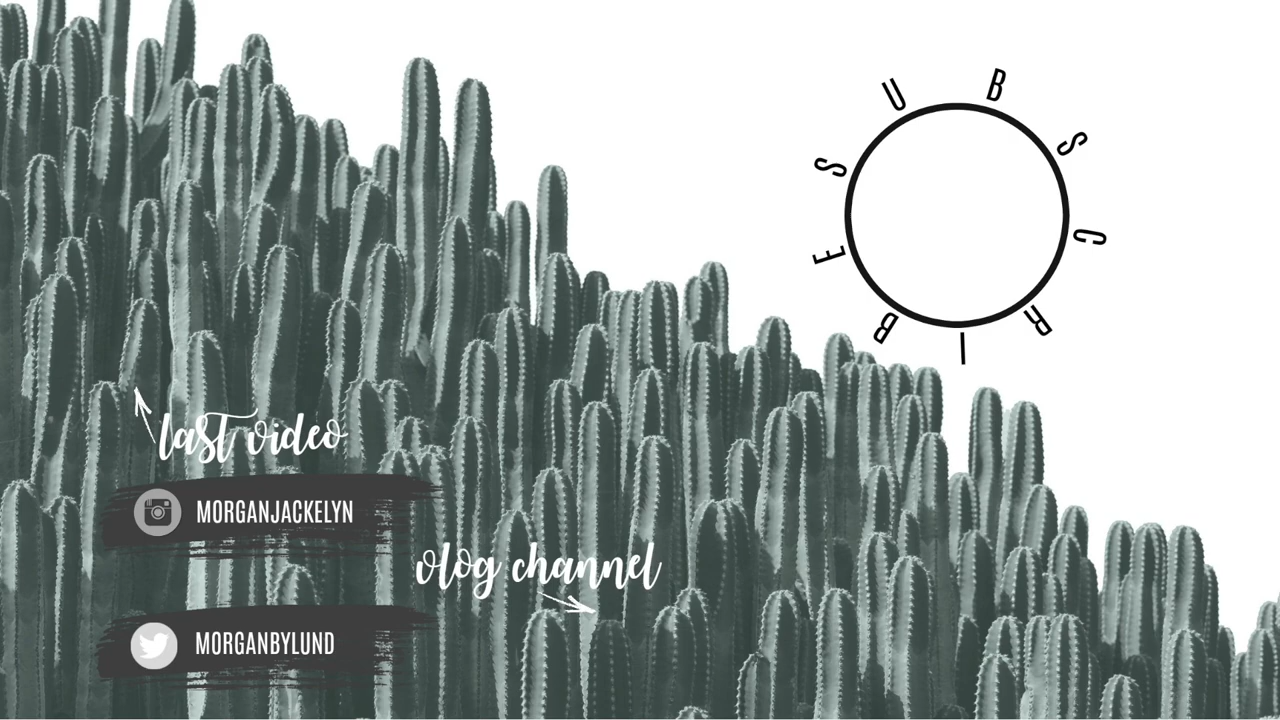 SUBSCRIBE
last video
MORGANJACKELYN
vlog channel
MORGANBYLUND